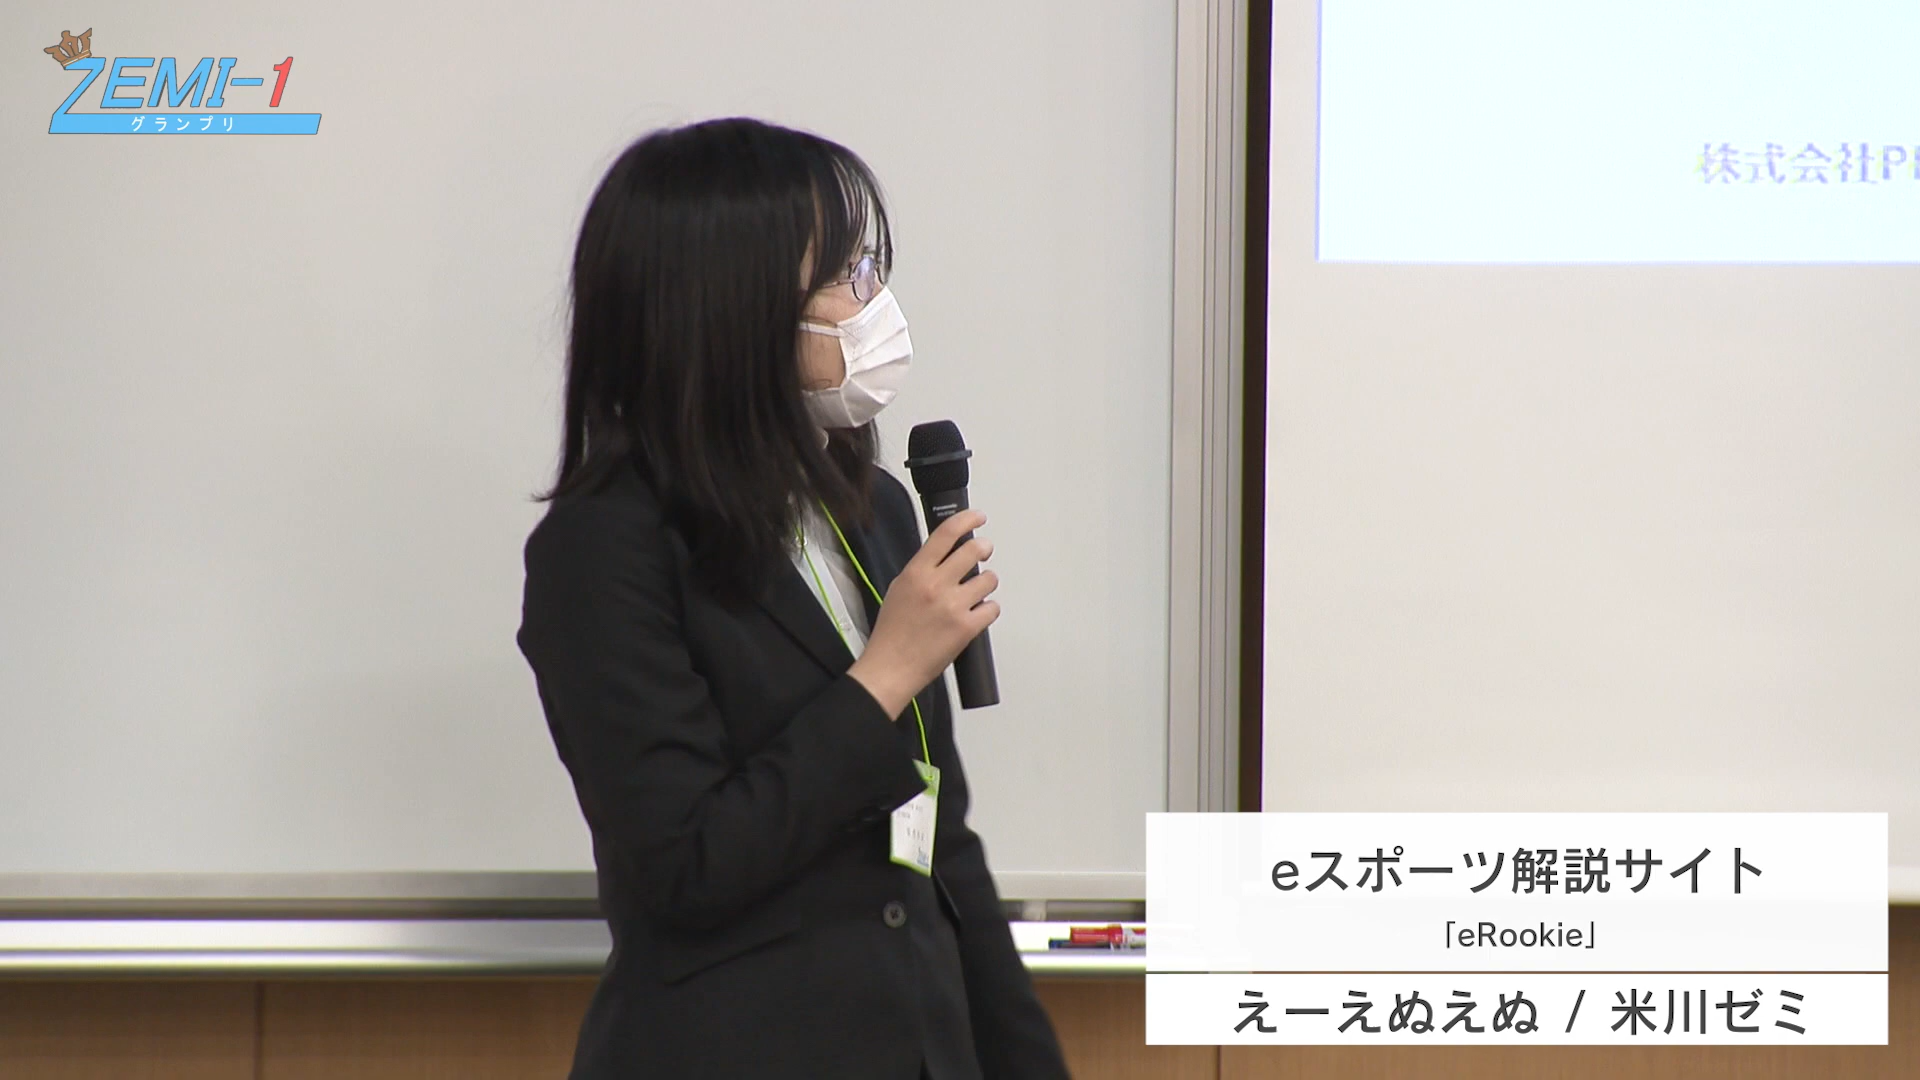 ZEMI-1
グランプリ
株式会社P
Panasonic
eスポーツ解説サイト
「eRookie」
えーえぬえぬ / 米川ゼミ